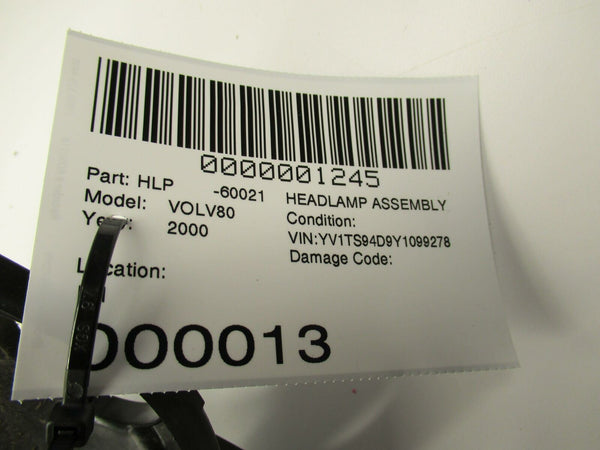 0000001245
Part: HLP -60021 HEADLAMP ASSEMBLY
Model: VOLV80 Condition:
2000 VIN:YV1TS94D9Y1099278
Damage Code:
Location:
000013